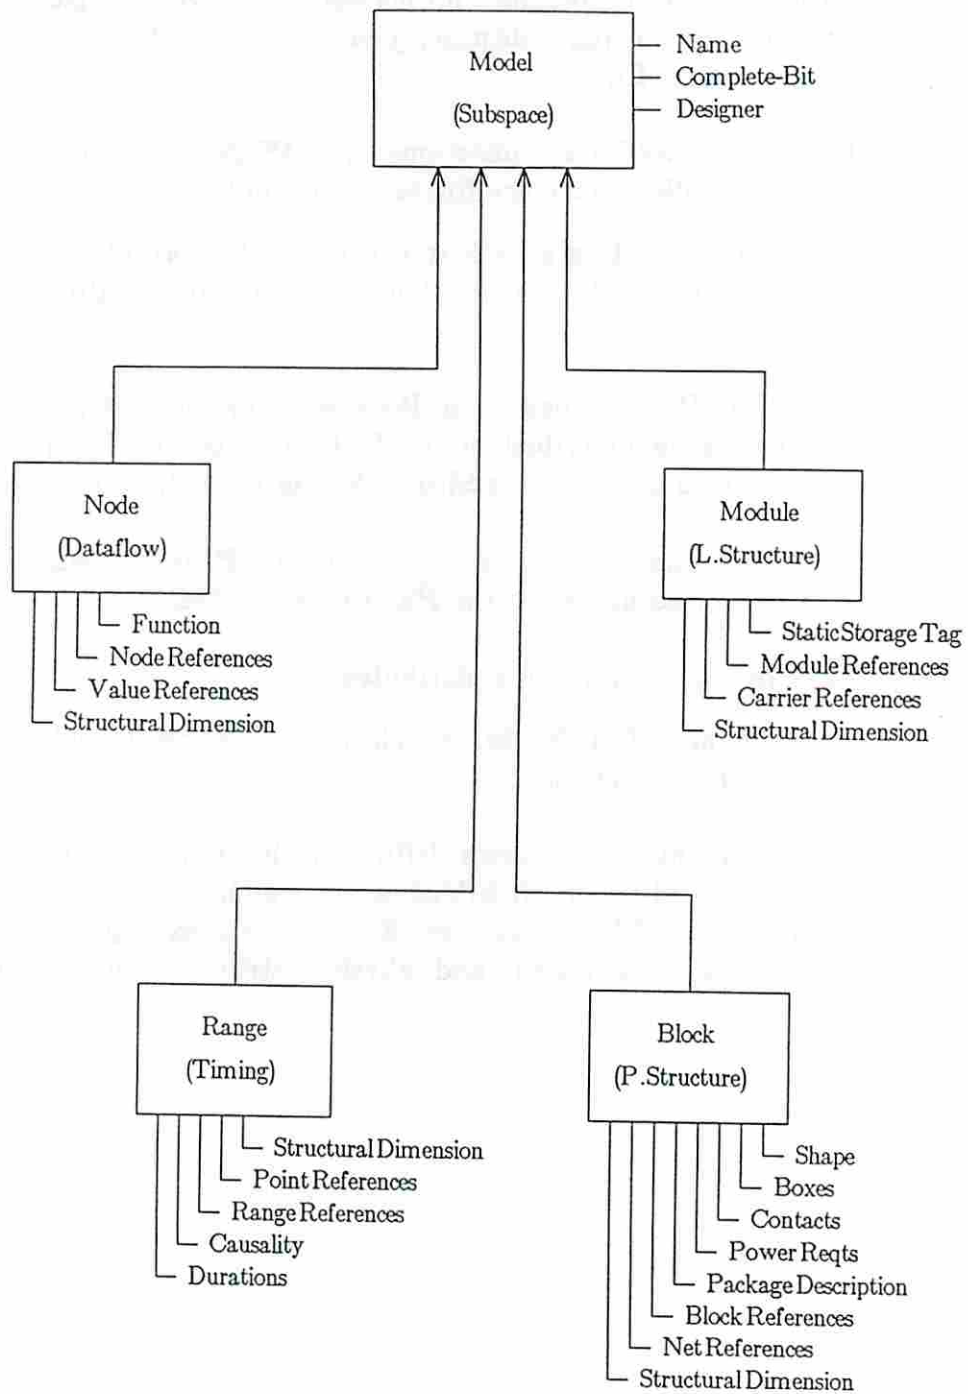 Model
(Subspace)
Name
Complete-Bit
Designer
Node
(Dataflow)
Function
Node References
Value References
Structural Dimension
Module
(L.Structure)
Static Storage Tag
Module References
Carrier References
Structural Dimension
Range
(Timing)
Structural Dimension
Point References
Range References
Causality
Durations
Block
(P.Structure)
Shape
Boxes
Contacts
Power Reqts
Package Description
Block References
Net References
Structural Dimension